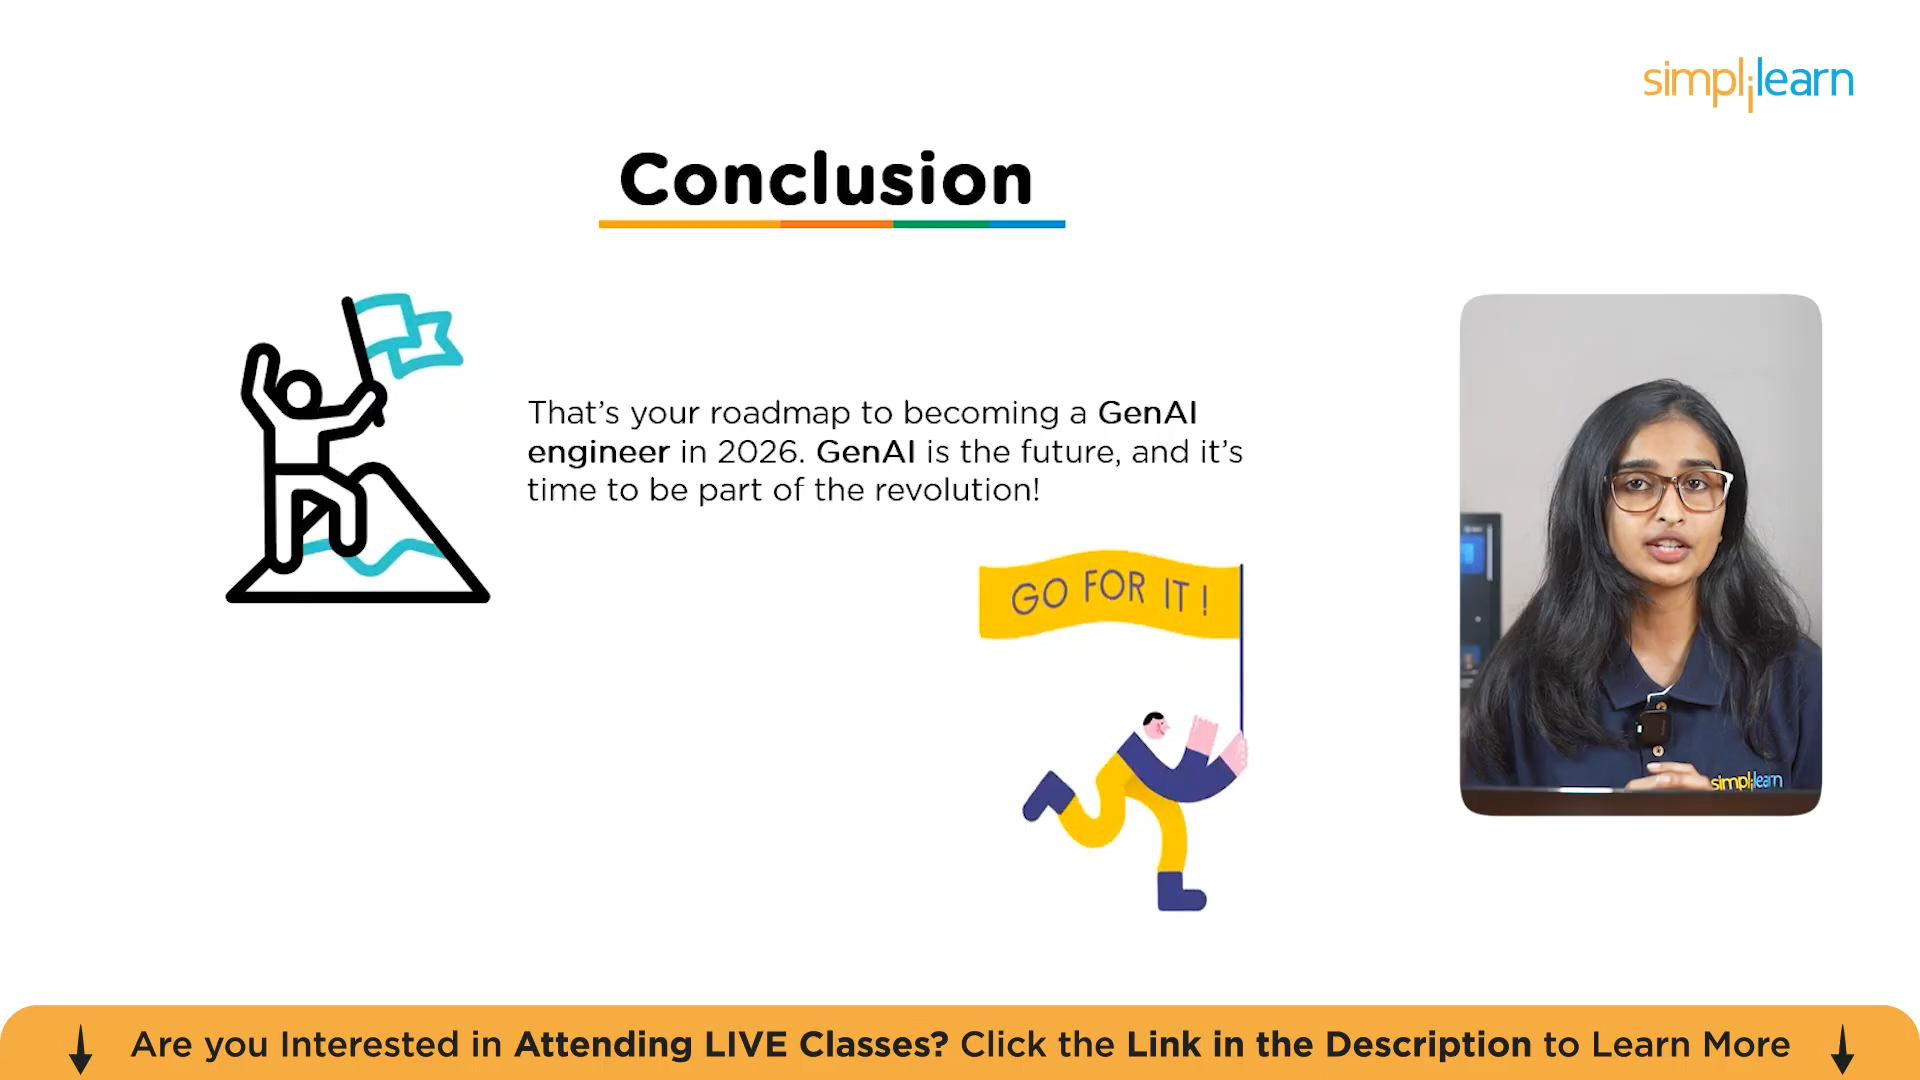 simplilearn
Conclusion
That's your roadmap to becoming a GenAI
engineer in 2026. GenAI is the future, and it's
time to be part of the revolution!
GO FOR IT !
simplilearn
Are you Interested in Attending LIVE Classes? Click the Link in the Description to Learn More